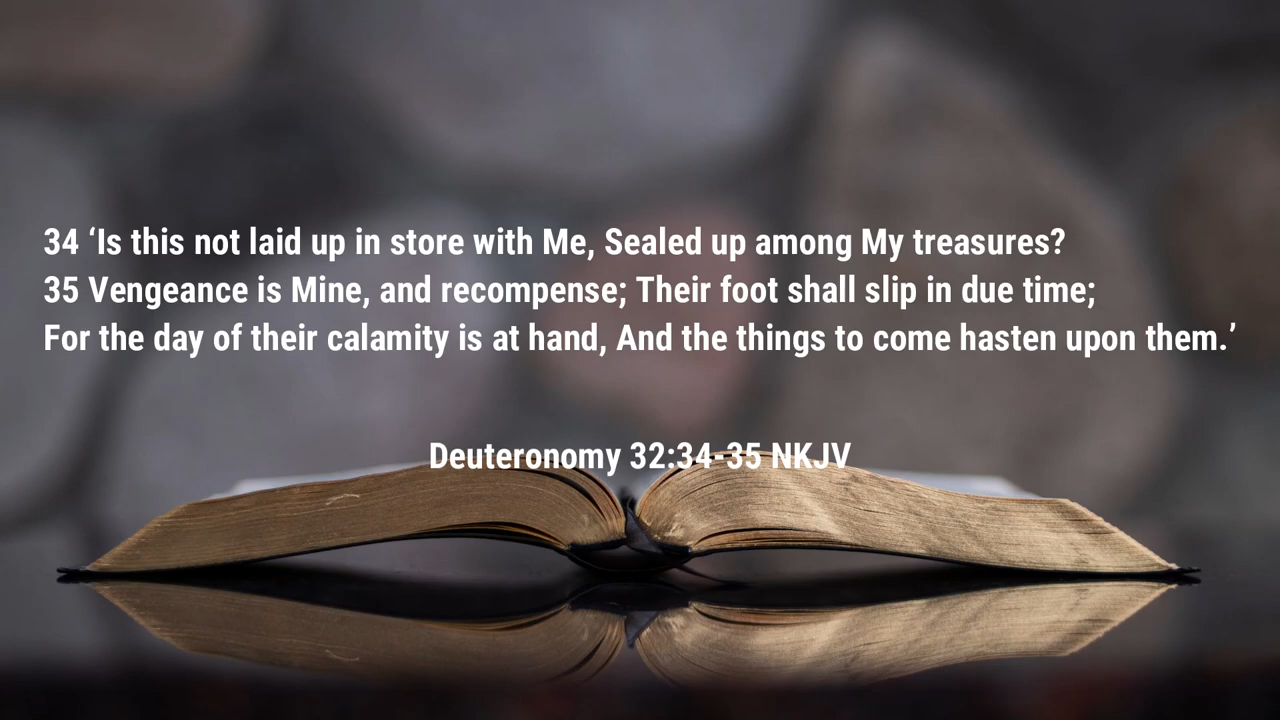 34 ‘Is this not laid up in store with Me, Sealed up among My treasures?
35 Vengeance is Mine, and recompense; Their foot shall slip in due time;
For the day of their calamity is at hand, And the things to come hasten upon them.’
Deuteronomy 32:34-35 NKJV